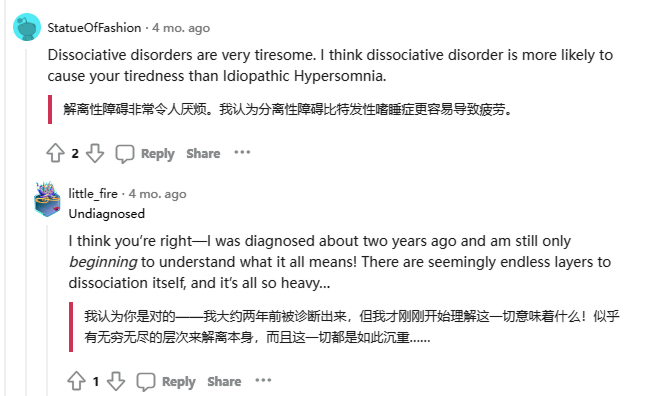 StatueOfFashion · 4 mo. ago
Dissociative disorders are very tiresome. I think dissociative disorder is more likely to
cause your tiredness than Idiopathic Hypersomnia.
解离性障碍非常令人厌烦。我认为分离性障碍比特发性嗜睡症更容易导致疲劳。
2 Reply Share ···
little_fire · 4 mo. ago
Undiagnosed
I think you’re right—I was diagnosed about two years ago and am still only
beginning to understand what it all means! There are seemingly endless layers to
dissociation itself, and it’s all so heavy…
我认为你是对的——我大约两年前被诊断出来，但我才刚刚开始理解这一切意味着什么！似乎
有无穷无尽的层次来解离本身，而且这一切都是如此沉重......
1 Reply Share ···